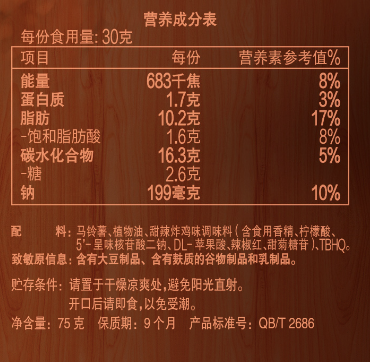 营养成分表
每份食用量: 30克
项目 每份 营养素参考值%
能量 683千焦 8%
蛋白质 1.7克 3%
脂肪 10.2克 17%
-饱和脂肪酸 1.6克 8%
碳水化合物 16.3克 5%
-糖 2.6克
钠 199毫克 10%
配 料: 马铃薯、植物油、甜辣炸鸡味调味料(含食用香精、柠檬酸、
5'-呈味核苷酸二钠、DL-苹果酸、辣椒红、甜菊糖苷)、TBHQ。
致敏原信息: 含有大豆制品、含有麸质的谷物制品和乳制品。
贮存条件: 请置于干燥凉爽处,避免阳光直射。
开口后请即食,以免受潮。
净含量: 75克 保质期: 9个月 产品标准号: QB/T 2686